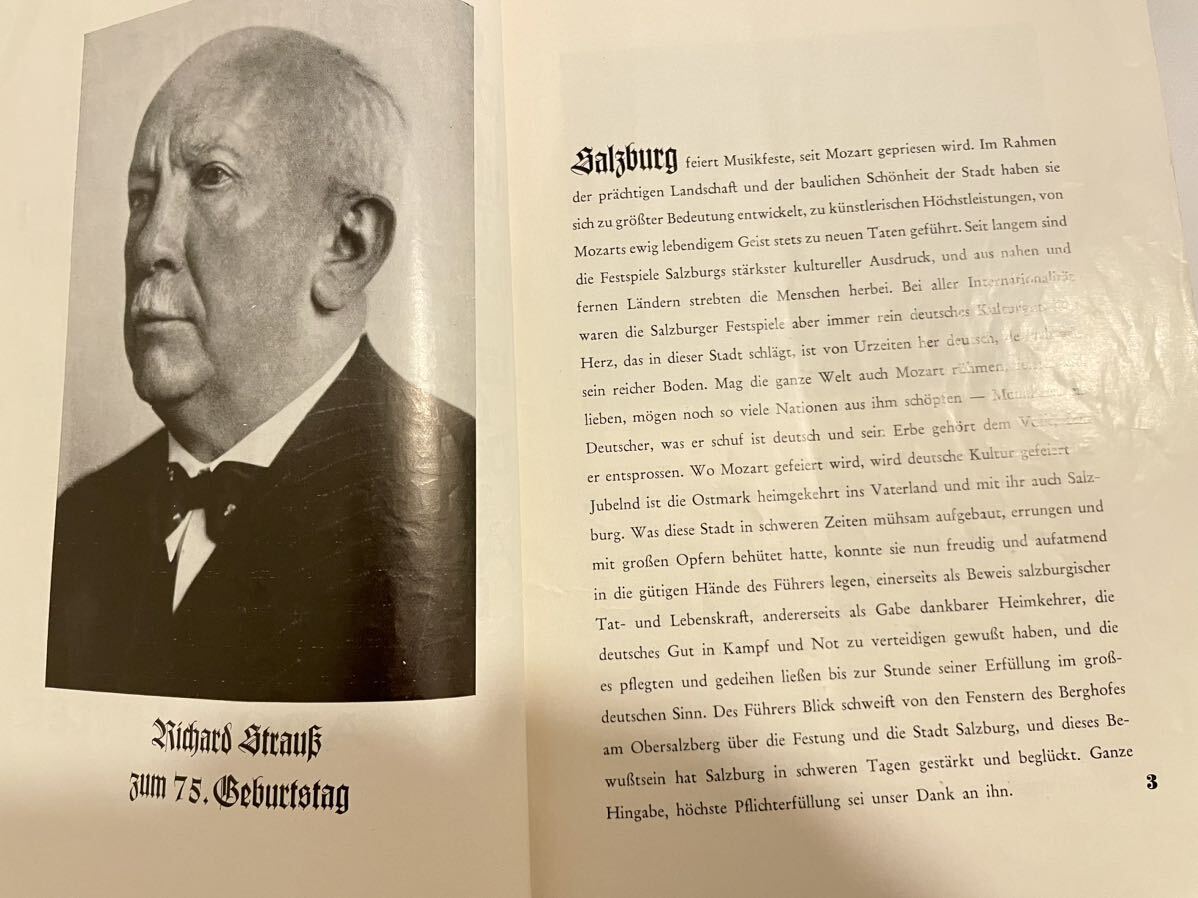 Richard Strauß
zum 75. Geburtstag
Salzburg feiert Musikfeste, seit Mozart gepriesen wird. Im Rahmen
der prächtigen Landschaft und der baulichen Schönheit der Stadt haben sie
sich zu größter Bedeutung entwickelt, zu künstlerischen Höchstleistungen, von
Mozarts ewig lebendigem Geist stets zu neuen Taten geführt. Seit langem sind
die Festspiele Salzburgs stärkster kultureller Ausdruck, und aus nahen und
fernen Ländern strebten die Menschen herbei. Bei aller Internationalität
waren die Salzburger Festspiele aber immer rein deutsches
Herz, das in dieser Stadt schlägt, ist von Urzeiten her deutsch,
sein reicher Boden. Mag die ganze Welt auch Mozart rühmen,
lieben, mögen noch so viele Nationen aus ihm schöpfen —
Deutscher, was er schuf ist deutsch und sein Erbe gehört dem
er entsprossen. Wo Mozart gefeiert wird, wird deutsche Kultur gefeiert
Jubelnd ist die Ostmark heimgekehrt ins Vaterland und mit ihr auch Salz-
burg. Was diese Stadt in schweren Zeiten mühsam aufgebaut, errungen und
mit großen Opfern behütet hatte, konnte sie nun freudig und aufatmend
in die gütigen Hände des Führers legen, einerseits als Beweis salzburgischer
Tat- und Lebenskraft, andererseits als Gabe dankbarer Heimkehrer, die
deutsches Gut in Kampf und Not zu verteidigen gewußt haben, und die
es pflegten und gedeihen ließen bis zur Stunde seiner Erfüllung im groß-
deutschen Sinn. Des Führers Blick schweift von den Fenstern des Berghofes
am Obersalzberg über die Festung und die Stadt Salzburg, und dieses Be-
wußtsein hat Salzburg in schweren Tagen gestärkt und beglückt. Ganze
Hingabe, höchste Pflichterfüllung sei unser Dank an ihn.
3